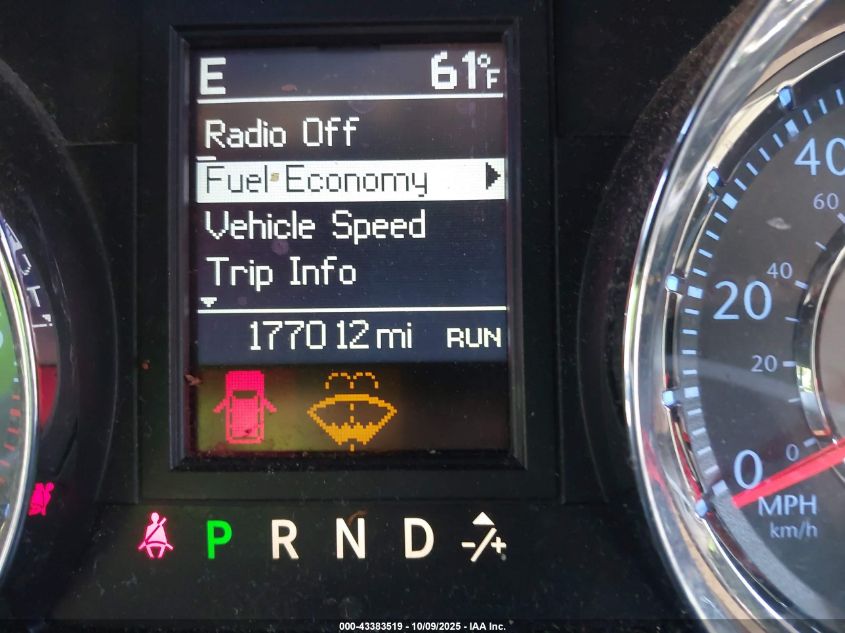 E 61°F
Radio Off
Fuel Economy
Vehicle Speed
Trip Info
177012 mi RUN
P R N D -/+
40
60
40
20
20
0
0
MPH
km/h
000-43383519 - 10/09/2025 - IAA Inc.